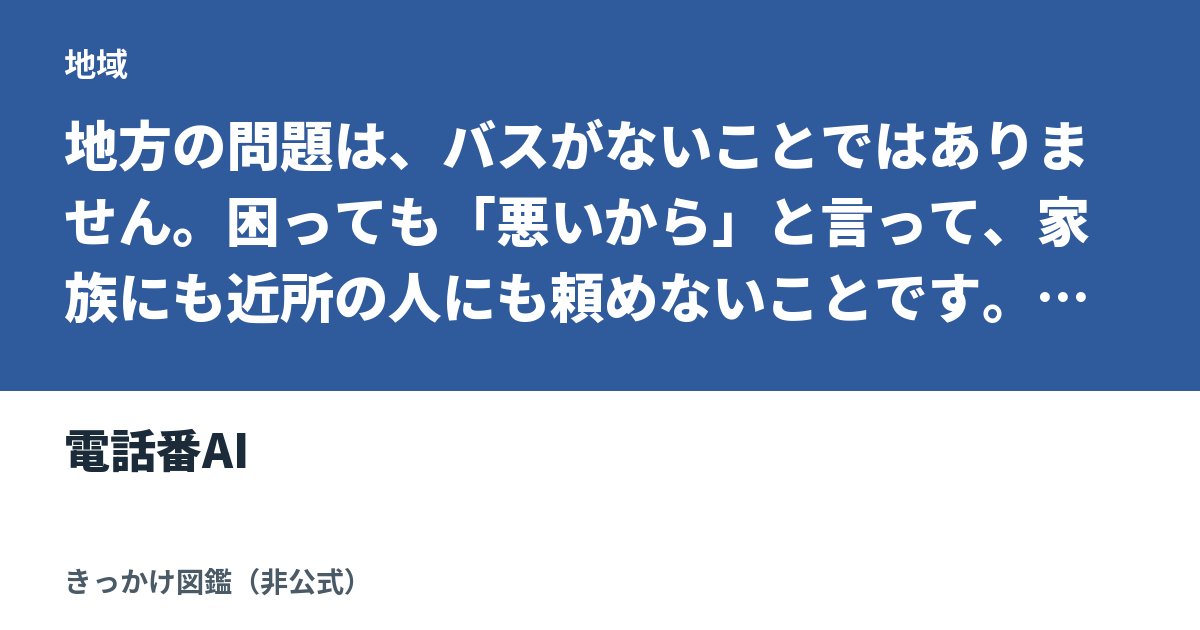 地域
地方の問題は、バスがないことではありま
せん。困っても「悪いから」と言って、家
族にも近所の人にも頼めないことです。…
電話番AI
きっかけ図鑑（非公式）